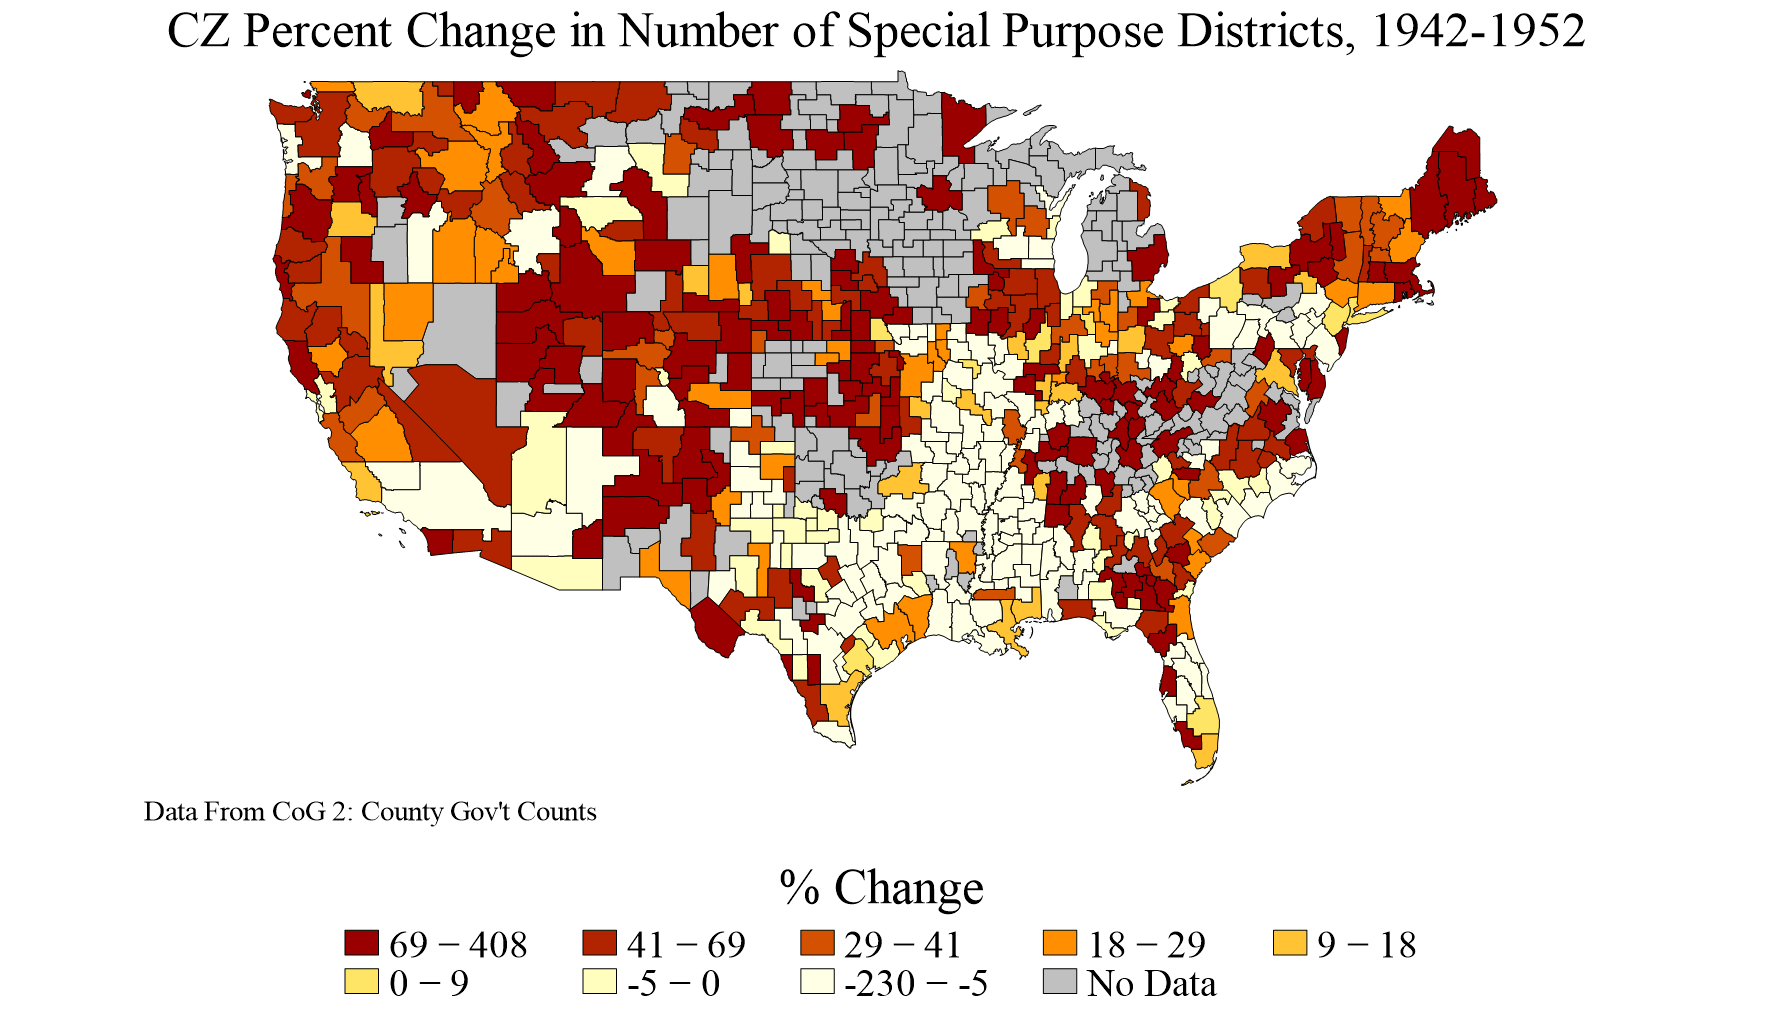 CZ Percent Change in Number of Special Purpose Districts, 1942-1952
Data From CoG 2: County Gov't Counts
% Change
69 − 408 41 − 69 29 − 41 18 − 29 9 − 18
0 − 9 -5 − 0 -230 − -5 No Data